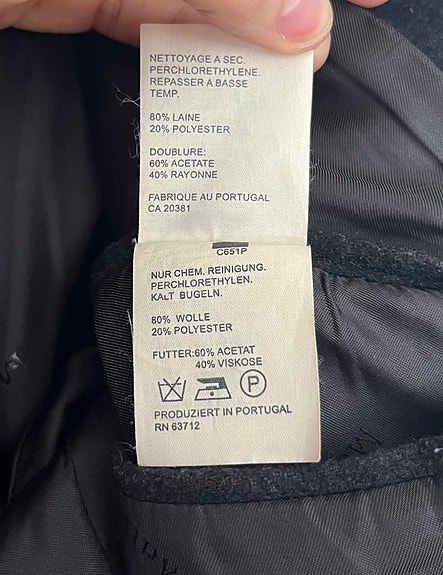 NETTOYAGE A SEC.
PERCHLORETHYLENE.
REPASSER A BASSE
TEMP.
80% LAINE
20% POLYESTER
DOUBLURE:
60% ACETATE
40% RAYONNE
FABRIQUE AU PORTUGAL
CA 20381
C651P
NUR CHEM. REINIGUNG.
PERCHLORETHYLEN.
KALT BUGELN.
80% WOLLE
20% POLYESTER
FUTTER:60% ACETAT
40% VISKOSE
P
PRODUZIERT IN PORTUGAL
RN 63712